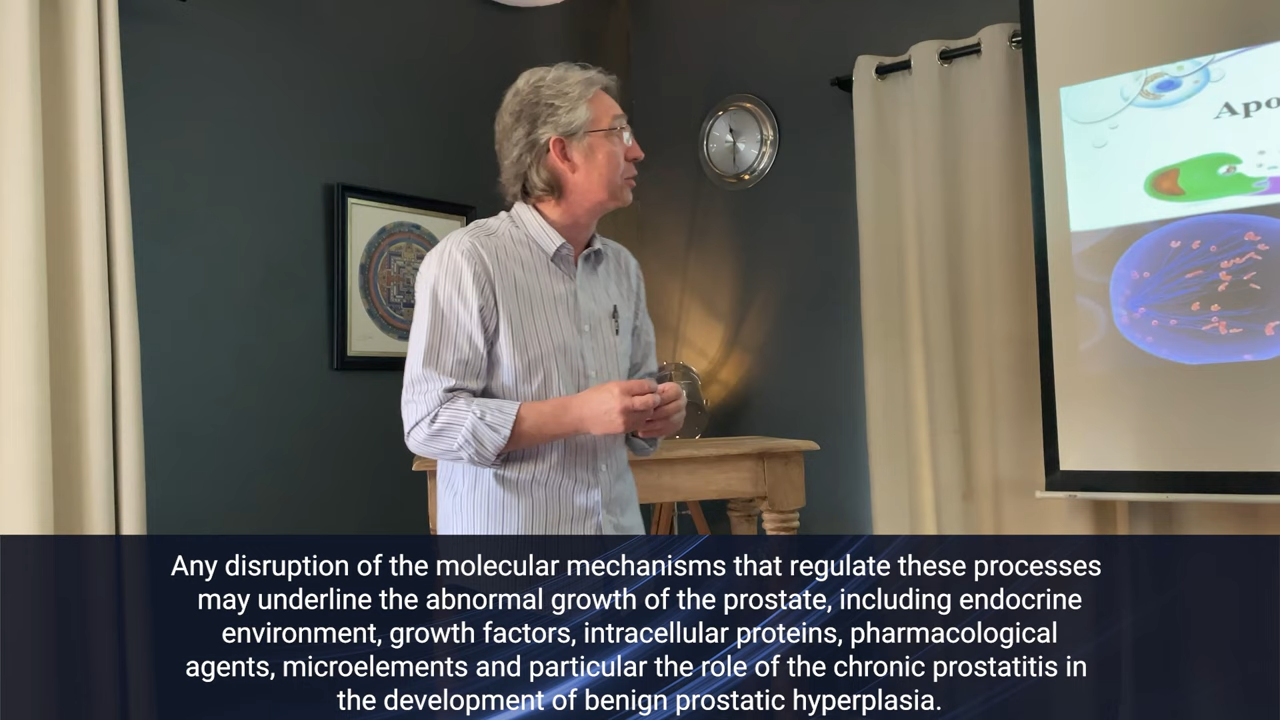 Apo
Any disruption of the molecular mechanisms that regulate these processes
may underline the abnormal growth of the prostate, including endocrine
environment, growth factors, intracellular proteins, pharmacological
agents, microelements and particular the role of the chronic prostatitis in
the development of benign prostatic hyperplasia.